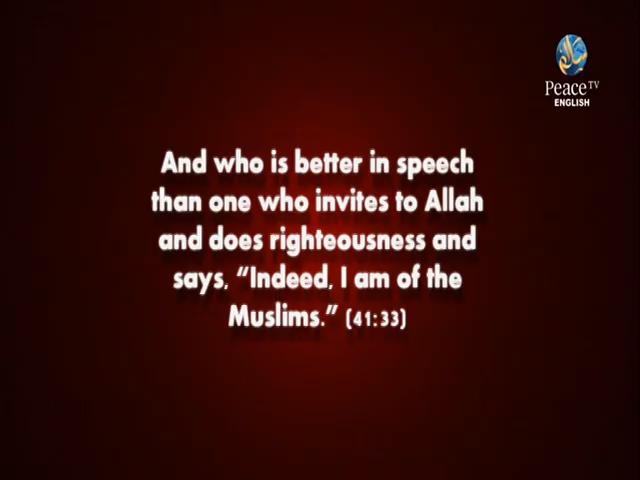 Peace TV
ENGLISH
And who is better in speech
than one who invites to Allah
and does righteousness and
says, “Indeed, I am of the
Muslims.” (41:33)